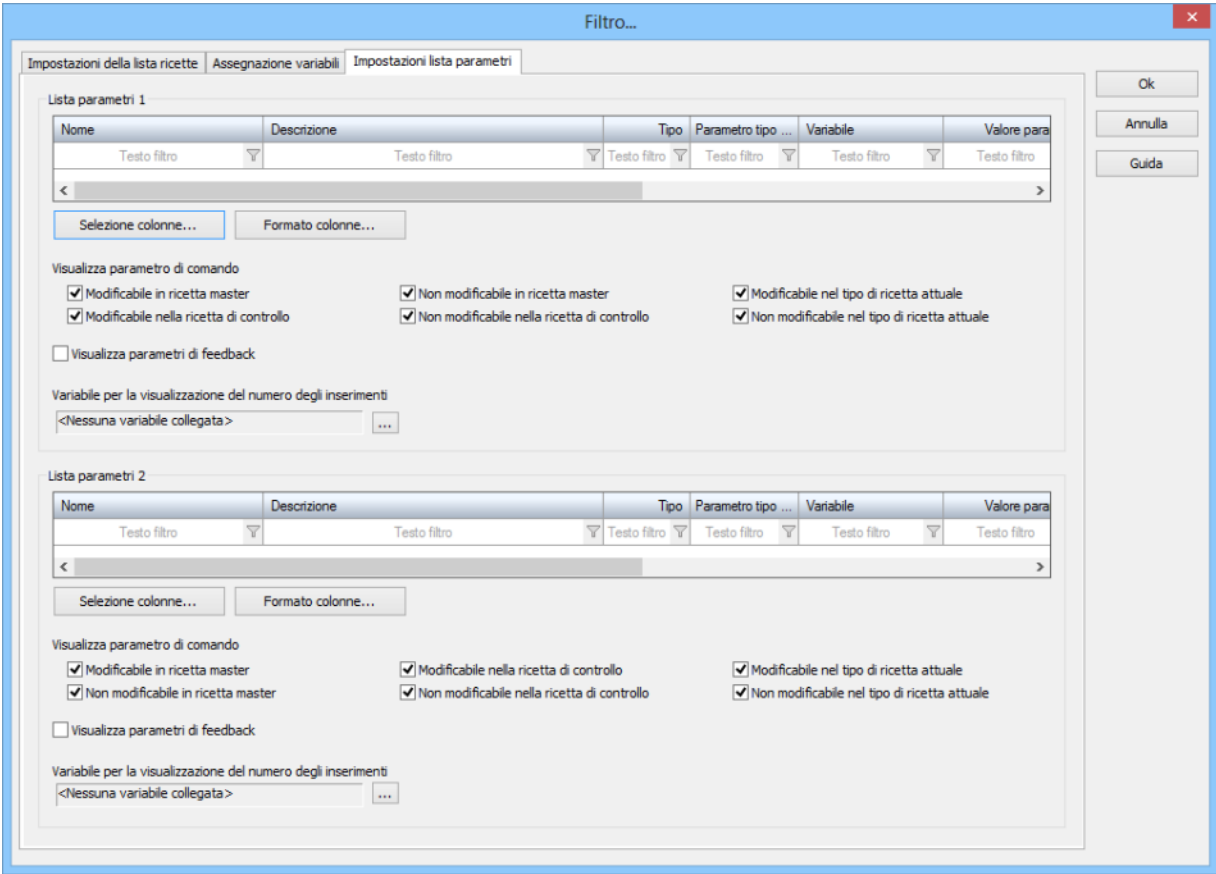 Filtro...
Impostazioni della lista ricette Assegnazione variabili Impostazioni lista parametri
Ok
Annulla
Guida
Lista parametri 1
Nome Descrizione Tipo Parametro tipo ... Variabile Valore para
Testo filtro Testo filtro Testo filtro Testo filtro Testo filtro Testo filtro
Selezione colonne... Formato colonne...
Visualizza parametro di comando
Modificabile in ricetta master Non modificabile in ricetta master Modificabile nel tipo di ricetta attuale
Modificabile nella ricetta di controllo Non modificabile nella ricetta di controllo Non modificabile nel tipo di ricetta attuale
Visualizza parametri di feedback
Variabile per la visualizzazione del numero degli inserimenti
<Nessuna variabile collegata> ...
Lista parametri 2
Nome Descrizione Tipo Parametro tipo ... Variabile Valore para
Testo filtro Testo filtro Testo filtro Testo filtro Testo filtro Testo filtro
Selezione colonne... Formato colonne...
Visualizza parametro di comando
Modificabile in ricetta master Modificabile nella ricetta di controllo Modificabile nel tipo di ricetta attuale
Non modificabile in ricetta master Non modificabile nella ricetta di controllo Non modificabile nel tipo di ricetta attuale
Visualizza parametri di feedback
Variabile per la visualizzazione del numero degli inserimenti
<Nessuna variabile collegata> ...